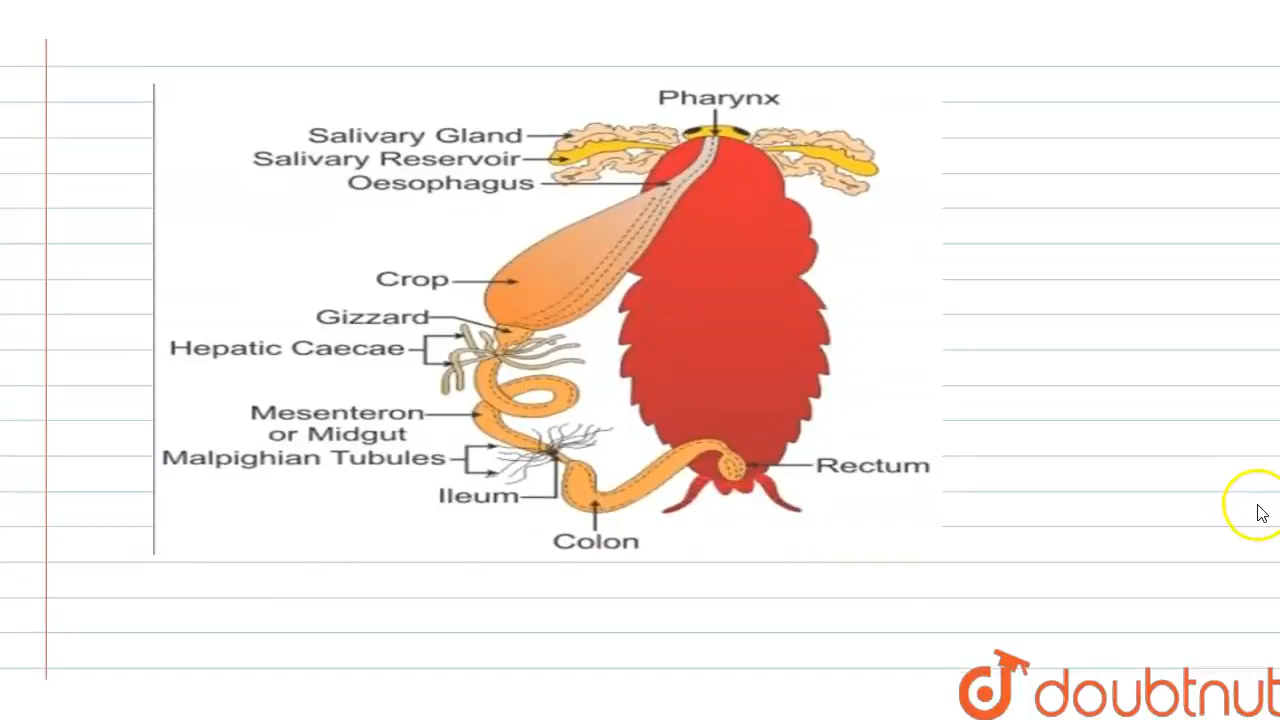 Pharynx
Salivary Gland
Salivary Reservoir
Oesophagus
Crop
Gizzard
Hepatic Caecae
Mesenteron
or Midgut
Malpighian Tubules
Rectum
Ileum
Colon
doubtnut